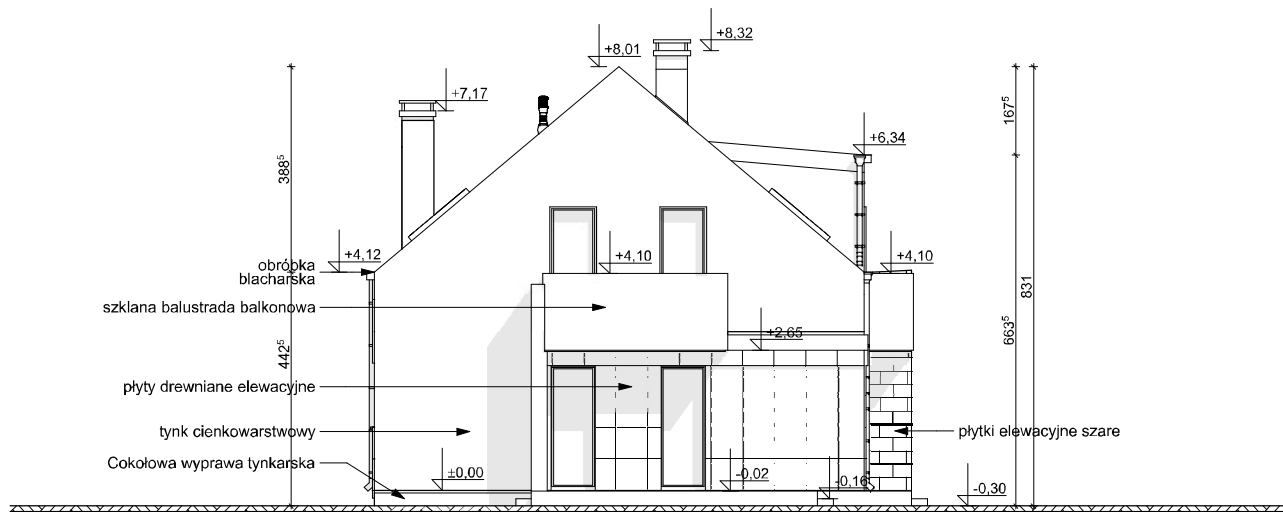 +8,01
+8,32
+7,17
+6,34
167⁵
388⁵
+4,12
+4,10
+4,10
obróbka
blacharska
szklana balustrada balkonowa
831
663⁵
+2,65
442⁵
płyty drewniane elewacyjne
tynk cienkowarstwowy
płytki elewacyjne szare
Cokołowa wyprawa tynkarska
±0,00
-0,02
-0,16
-0,30